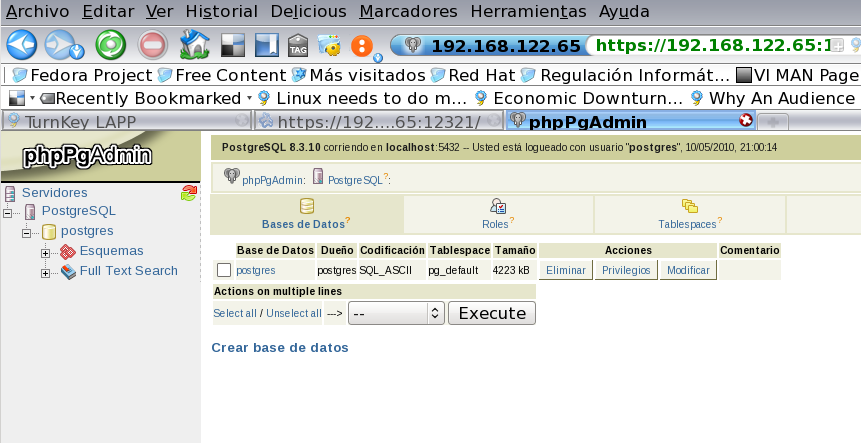 Archivo Editar Ver Historial Delicious Marcadores Herramientas Ayuda
TAG 192.168.122.65 https://192.168.122.65:1
Fedora Project Free Content Más visitados Red Hat Regulación Informát... VI MAN Page
Recently Bookmarked Linux needs to do m... Economic Downturn... Why An Audience
TurnKey LAPP https://192....65:12321/ phpPgAdmin
phpPgAdmin
PostgreSQL 8.3.10 corriendo en localhost:5432 -- Usted está logueado con usuario "postgres", 10/05/2010, 21:00:14
phpPgAdmin: PostgreSQL?:
Servidores
PostgreSQL
postgres
Esquemas
Full Text Search
Bases de Datos? Roles? Tablespaces?
Base de Datos Dueño Codificación Tablespace Tamaño Acciones Comentario
postgres postgres SQL_ASCII pg_default 4223 kB Eliminar Privilegios Modificar
Actions on multiple lines
Select all / Unselect all ---> -- Execute
Crear base de datos